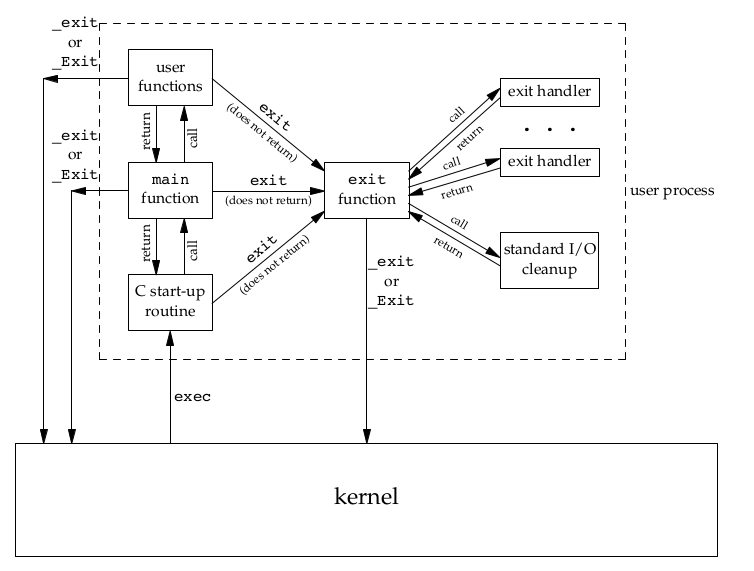 _exit
or
_Exit
user
functions
exit
(does not return)
return
call
_exit
or
_Exit
main
function
exit
(does not return)
return
call
C start-up
routine
exit
(does not return)
exec
exit
function
_exit
or
_Exit
call
return
exit handler
. . .
call
return
exit handler
call
return
standard I/O
cleanup
user process
kernel